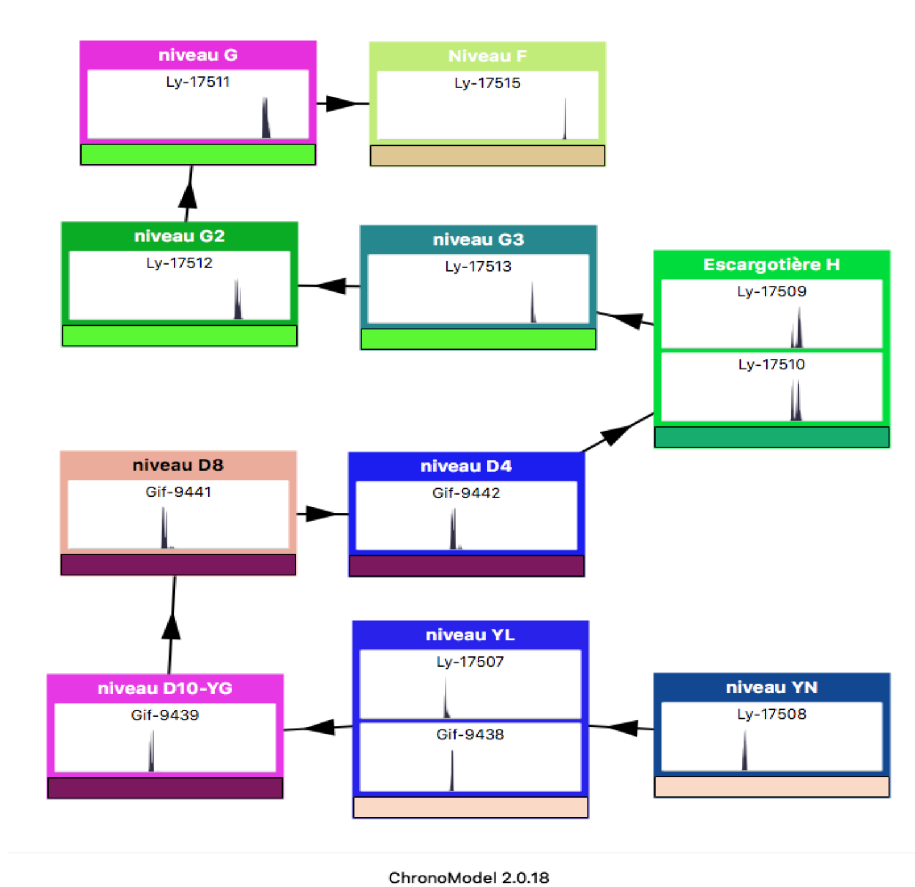 niveau G
Ly-17511
Niveau F
Ly-17515
niveau G2
Ly-17512
niveau G3
Ly-17513
Escargotière H
Ly-17509
Ly-17510
niveau D8
Gif-9441
niveau D4
Gif-9442
niveau D10-YG
Gif-9439
niveau YL
Ly-17507
Gif-9438
niveau YN
Ly-17508
ChronoModel 2.0.18